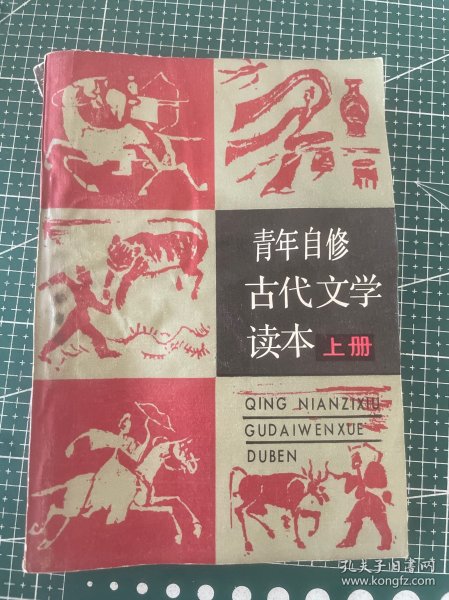 青年自修
古代文学
读本 上册
QING NIANZIXIU
GUDAIWENXUE
DUBEN
孔夫子旧书网
www.kongfz.com